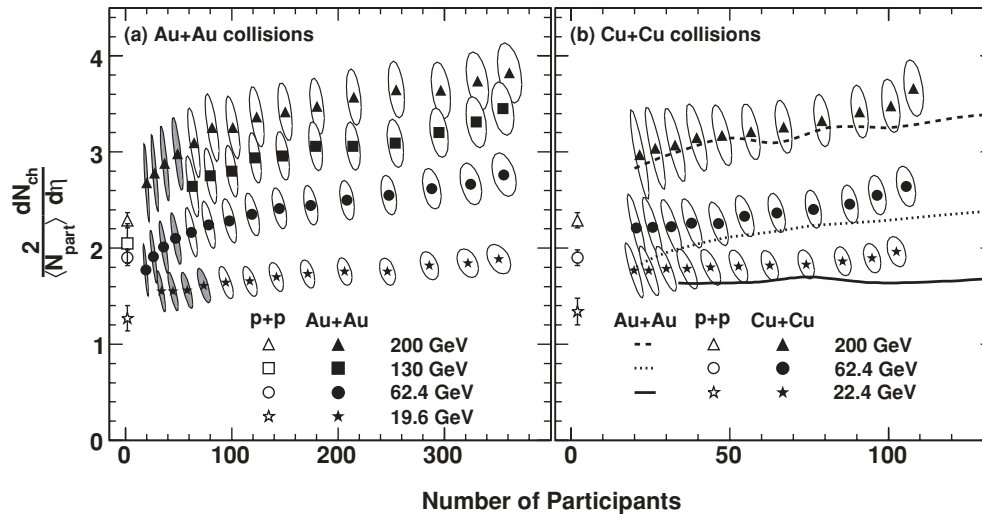 (a) Au+Au collisions
(b) Cu+Cu collisions
2 dN_ch
⟨N_part⟩ dη
4
3
2
1
0
p+p Au+Au
200 GeV
130 GeV
62.4 GeV
19.6 GeV
Au+Au p+p Cu+Cu
200 GeV
62.4 GeV
22.4 GeV
0 100 200 300
0 50 100
Number of Participants